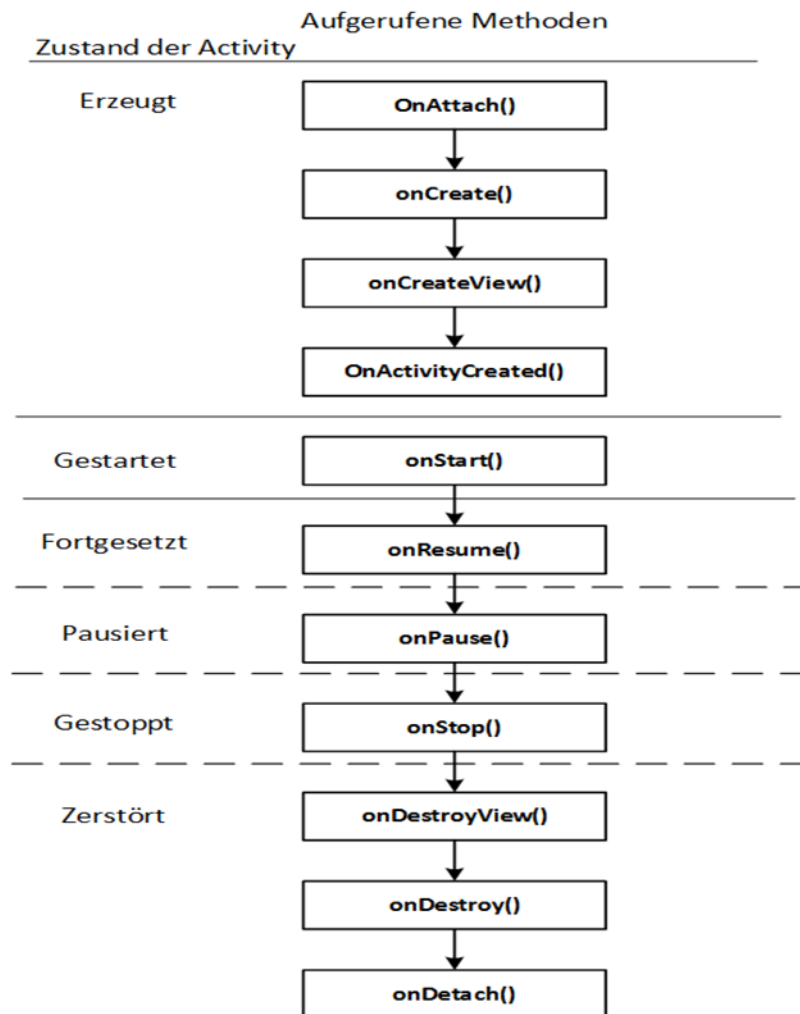 Aufgerufene Methoden
Zustand der Activity
Erzeugt
OnAttach()
onCreate()
onCreateView()
OnActivityCreated()
Gestartet
onStart()
Fortgesetzt
onResume()
Pausiert
onPause()
Gestoppt
onStop()
Zerstört
onDestroyView()
onDestroy()
onDetach()